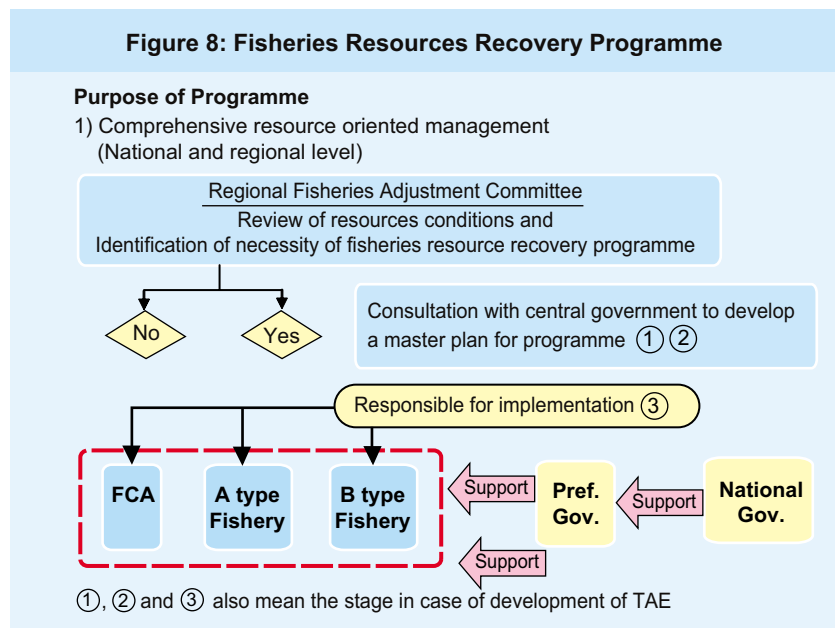 Figure 8: Fisheries Resources Recovery Programme
Purpose of Programme
1) Comprehensive resource oriented management
(National and regional level)
Regional Fisheries Adjustment Committee
Review of resources conditions and
Identification of necessity of fisheries resource recovery programme
No
Yes
Consultation with central government to develop
a master plan for programme ① ②
Responsible for implementation ③
FCA
A type
Fishery
B type
Fishery
Support
Pref.
Gov.
Support
National
Gov.
Support
①, ② and ③ also mean the stage in case of development of TAE